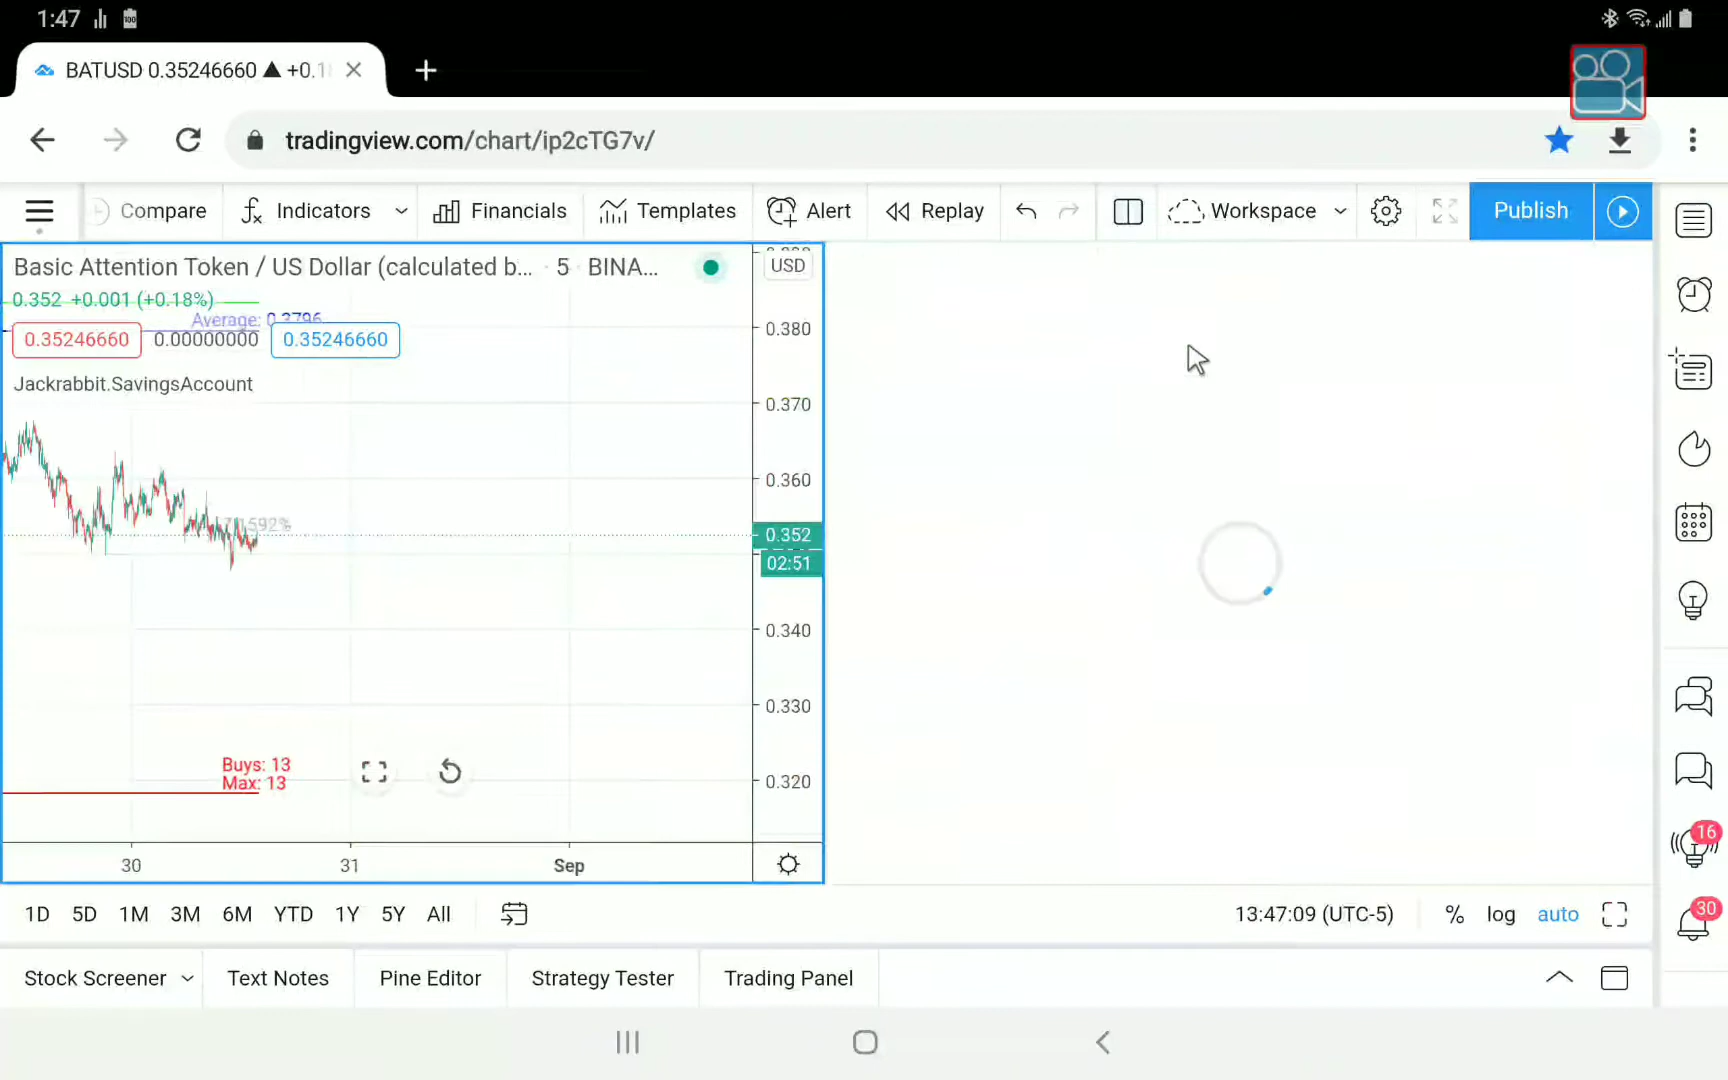 1:47
100
BATUSD 0.35246660 ▲ +0.1
tradingview.com/chart/ip2cTG7v/
Compare
Indicators
Financials
Templates
Alert
Replay
Workspace
Publish
Basic Attention Token / US Dollar (calculated b... · 5 · BINA...
USD
0.352 +0.001 (+0.18%)
Average: 0.3796
0.35246660
0.00000000
0.35246660
Jackrabbit.SavingsAccount
0.380
0.370
0.360
0.352
02:51
0.340
0.330
0.320
Buys: 13
Max: 13
30
31
Sep
1D
5D
1M
3M
6M
YTD
1Y
5Y
All
13:47:09 (UTC-5)
%
log
auto
16
30
Stock Screener
Text Notes
Pine Editor
Strategy Tester
Trading Panel